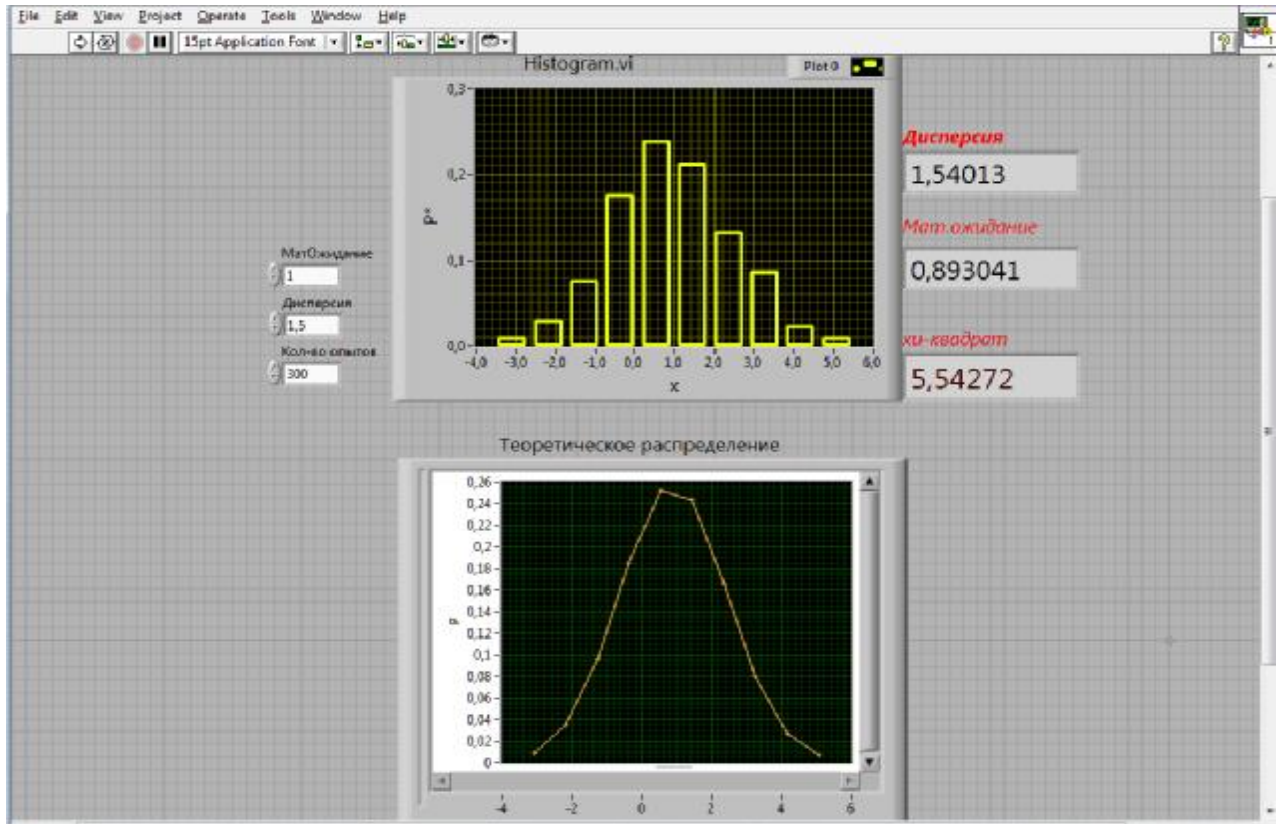 File Edit View Project Operate Tools Window Help
15pt Application Font
Histogram.vi
Plot 0
0,3
0,2
0,1
0,0
P*
-4,0 -3,0 -2,0 -1,0 0,0 1,0 2,0 3,0 4,0 5,0 6,0
x
МатОжидание
1
Дисперсия
1,5
Кол-во опытов
300
Дисперсия
1,54013
Мат.ожидание
0,893041
хи-квадрат
5,54272
Теоретическое распределение
0,26
0,24
0,22
0,2
0,18
0,16
0,14
0,12
0,1
0,08
0,06
0,04
0,02
0
P
-4 -2 0 2 4 6